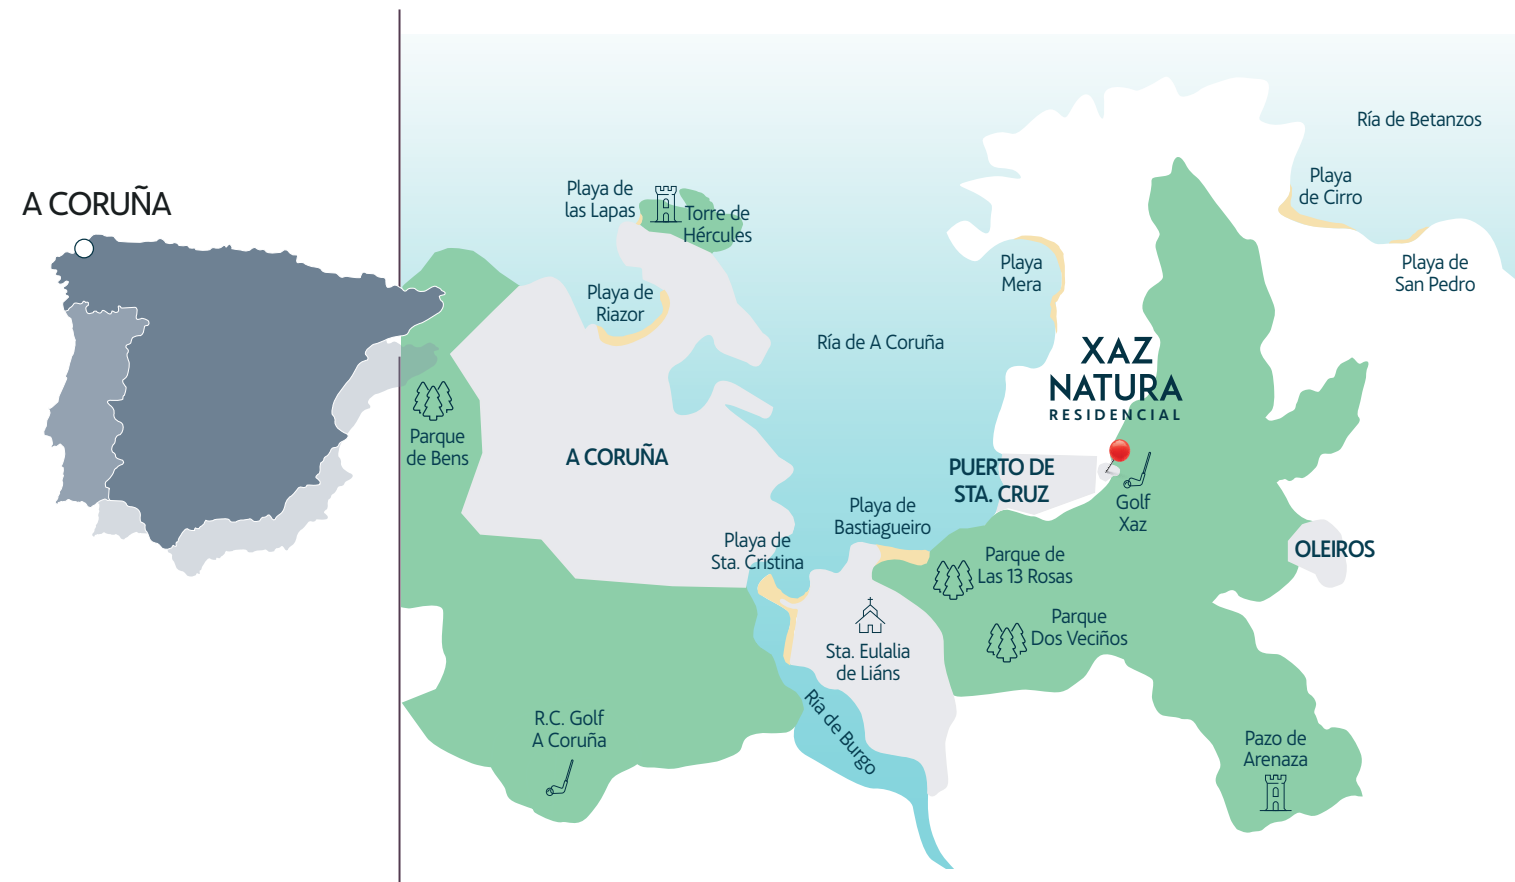 A CORUÑA
Playa de
las Lapas
Torre de
Hércules
Playa de
Riazor
Parque
de Bens
A CORUÑA
Ría de A Coruña
Playa
Mera
Ría de Betanzos
Playa
de Cirro
Playa de
San Pedro
XAZ
NATURA
RESIDENCIAL
PUERTO DE
STA. CRUZ
Golf
Xaz
Playa de
Bastiagueiro
Playa de
Sta. Cristina
Parque de
Las 13 Rosas
OLEIROS
Parque
Dos Veciños
Sta. Eulalia
de Liáns
Ría de Burgo
R.C. Golf
A Coruña
Pazo de
Arenaza